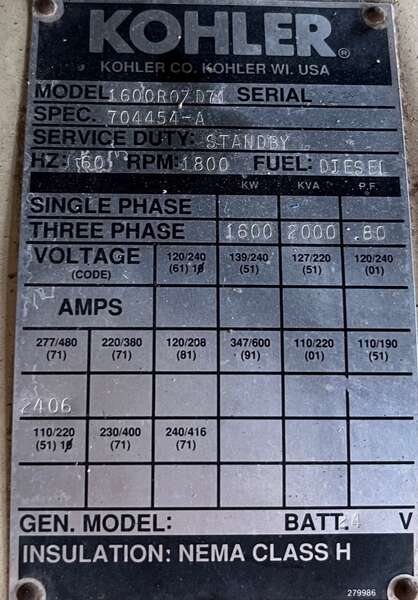 KOHLER®
KOHLER CO. KOHLER WI. USA
MODEL 1600ROZD71 SERIAL
SPEC. 704454-A
SERVICE DUTY: STANDBY
HZ: 60 RPM: 1800 FUEL: DIESEL
KW KVA P.F.
SINGLE PHASE
THREE PHASE 1600 2000 .80
VOLTAGE 120/240 139/240 127/220 120/240
(CODE) (61) 1Ø (51) (51) (01)
AMPS
277/480 220/380 120/208 347/600 110/220 110/190
(71) (71) (81) (91) (01) (51)
2406
110/220 230/400 240/416
(51) 1Ø (71) (71)
GEN. MODEL: BATT. 24 V
INSULATION: NEMA CLASS H
279986